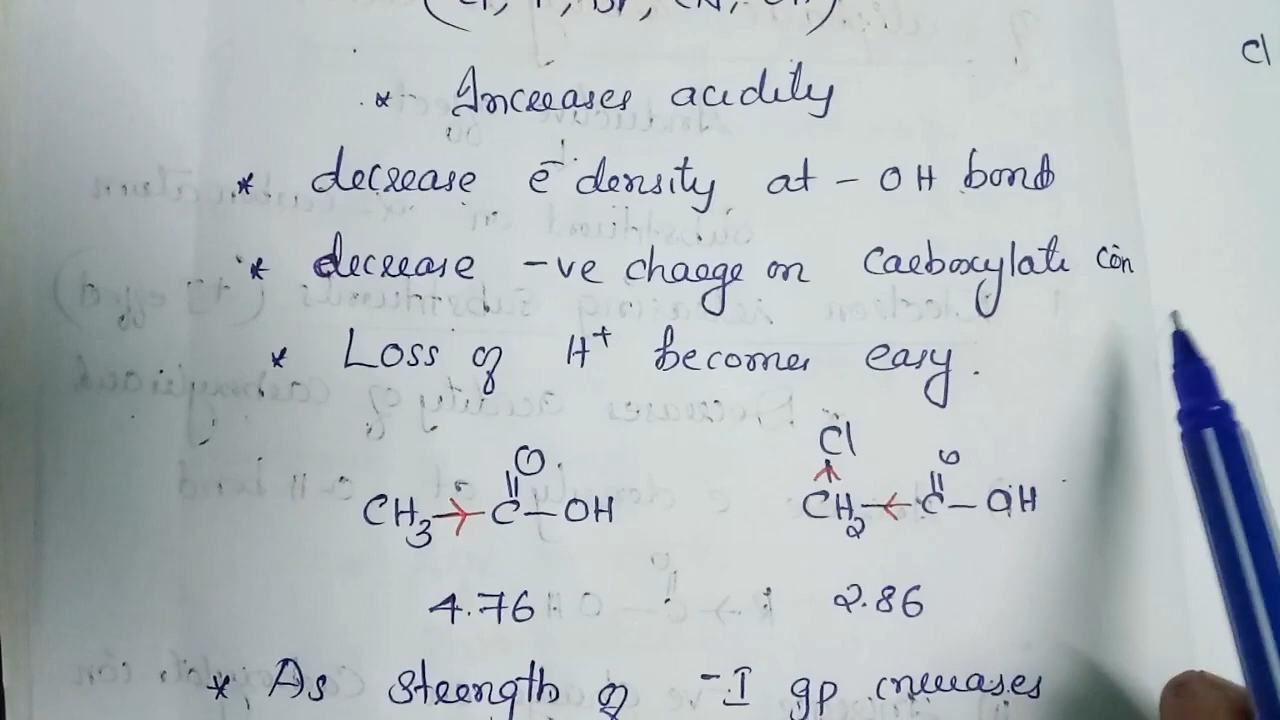 Cl
* Increases acidity
* decrease e⁻ density at - OH bond
* decrease -ve charge on carboxylate ion
* Loss of H⁺ becomes easy.
O Cl O
CH₃ → C - OH CH₂ ← C - OH
4.76 2.86
* As strength of -I gp increases